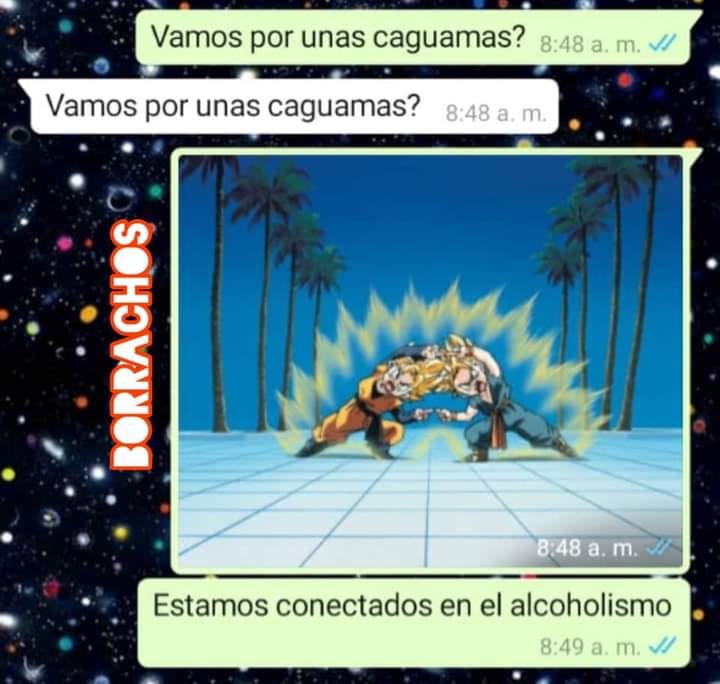 Vamos por unas caguamas? 8:48 a. m.
Vamos por unas caguamas? 8:48 a. m.
BORRACHOS
8:48 a. m.
Estamos conectados en el alcoholismo
8:49 a. m.